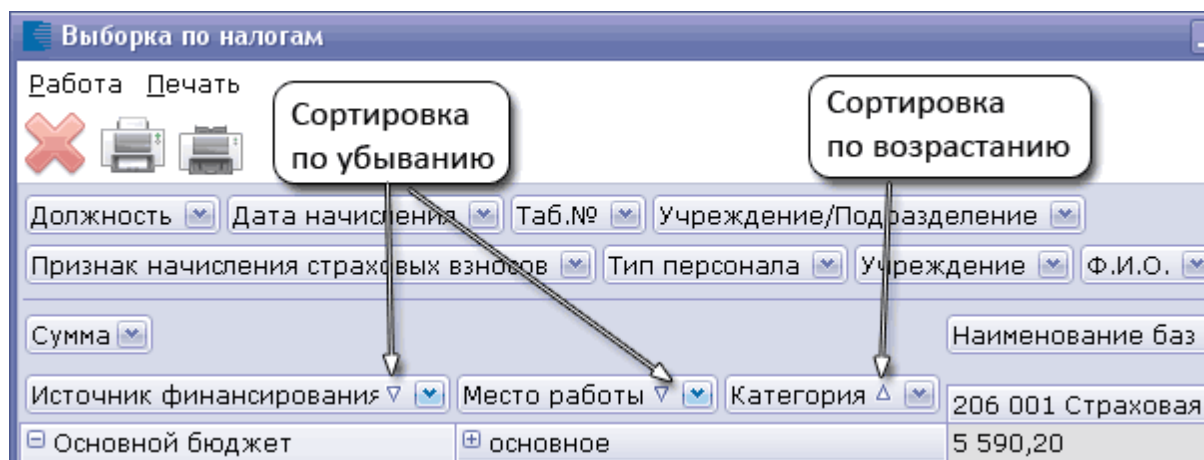 Выборка по налогам
Работа Печать
Сортировка
по убыванию
Сортировка
по возрастанию
Должность Дата начисления Таб.№ Учреждение/Подразделение
Признак начисления страховых взносов Тип персонала Учреждение Ф.И.О.
Сумма Наименование баз
Источник финансирования Место работы Категория
206 001 Страховая
Основной бюджет основное 5 590,20